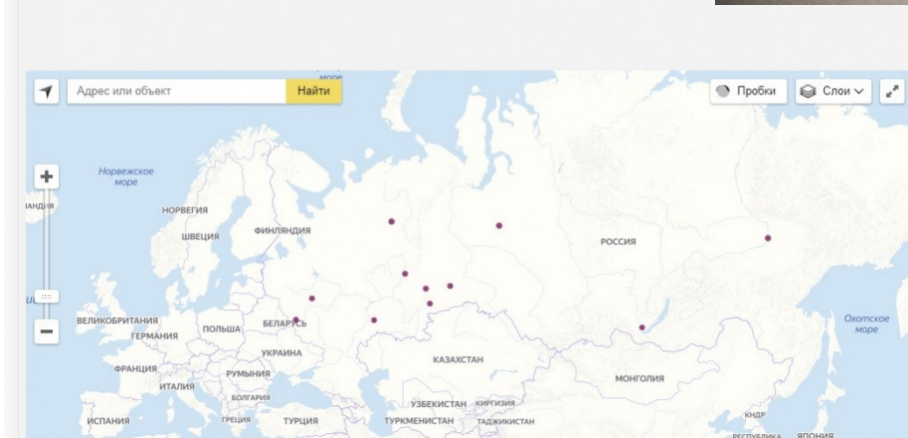 море
Адрес или объект
Найти
Пробки
Слои
Норвежское
море
НОРВЕГИЯ
ШВЕЦИЯ
ФИНЛЯНДИЯ
РОССИЯ
ВЕЛИКОБРИТАНИЯ
ГЕРМАНИЯ
ПОЛЬША
БЕЛАРУСЬ
Охотское
море
УКРАИНА
ФРАНЦИЯ
РУМЫНИЯ
КАЗАХСТАН
МОНГОЛИЯ
ИТАЛИЯ
БОЛГАРИЯ
УЗБЕКИСТАН
КИРГИЗИЯ
ИСПАНИЯ
ГРЕЦИЯ
ТУРЦИЯ
ТУРКМЕНИСТАН
ТАДЖИКИСТАН
КНДР
РЕСПУБЛИКА
ЯПОНИЯ